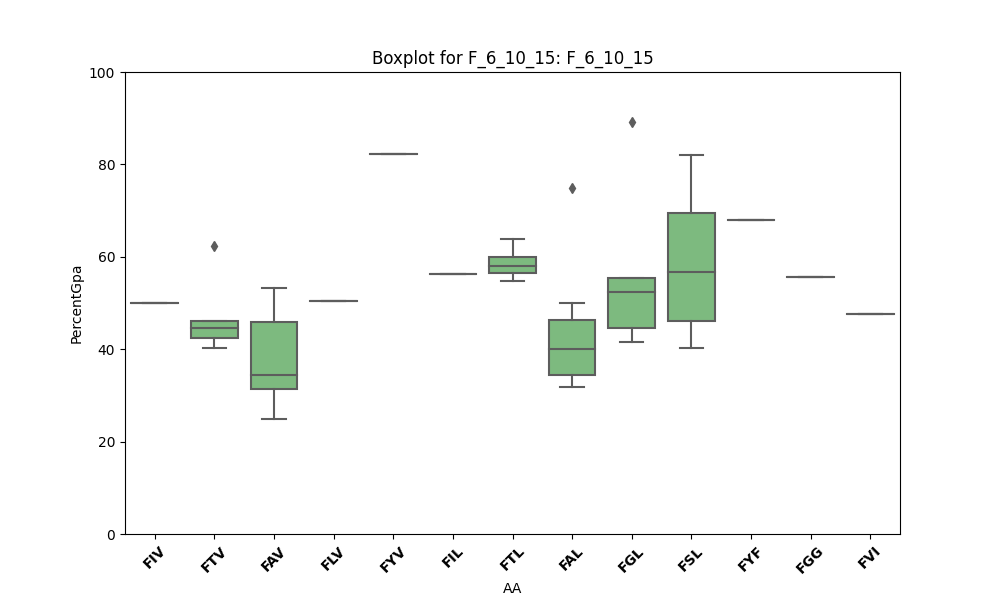 Boxplot for F_6_10_15: F_6_10_15
100
80
60
40
20
0
PercentGpa
FIV FTV FAV FLV FYV FIL FTL FAL FGL FSL FYF FGG FVI
AA